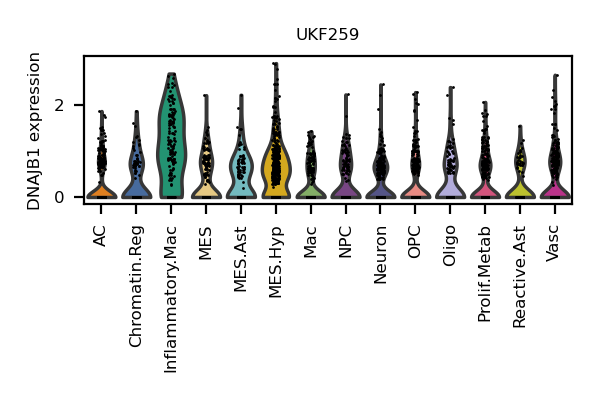 UKF259
DNAJB1 expression
2
0
AC
Chromatin.Reg
Inflammatory.Mac
MES
MES.Ast
MES.Hyp
Mac
NPC
Neuron
OPC
Oligo
Prolif.Metab
Reactive.Ast
Vasc